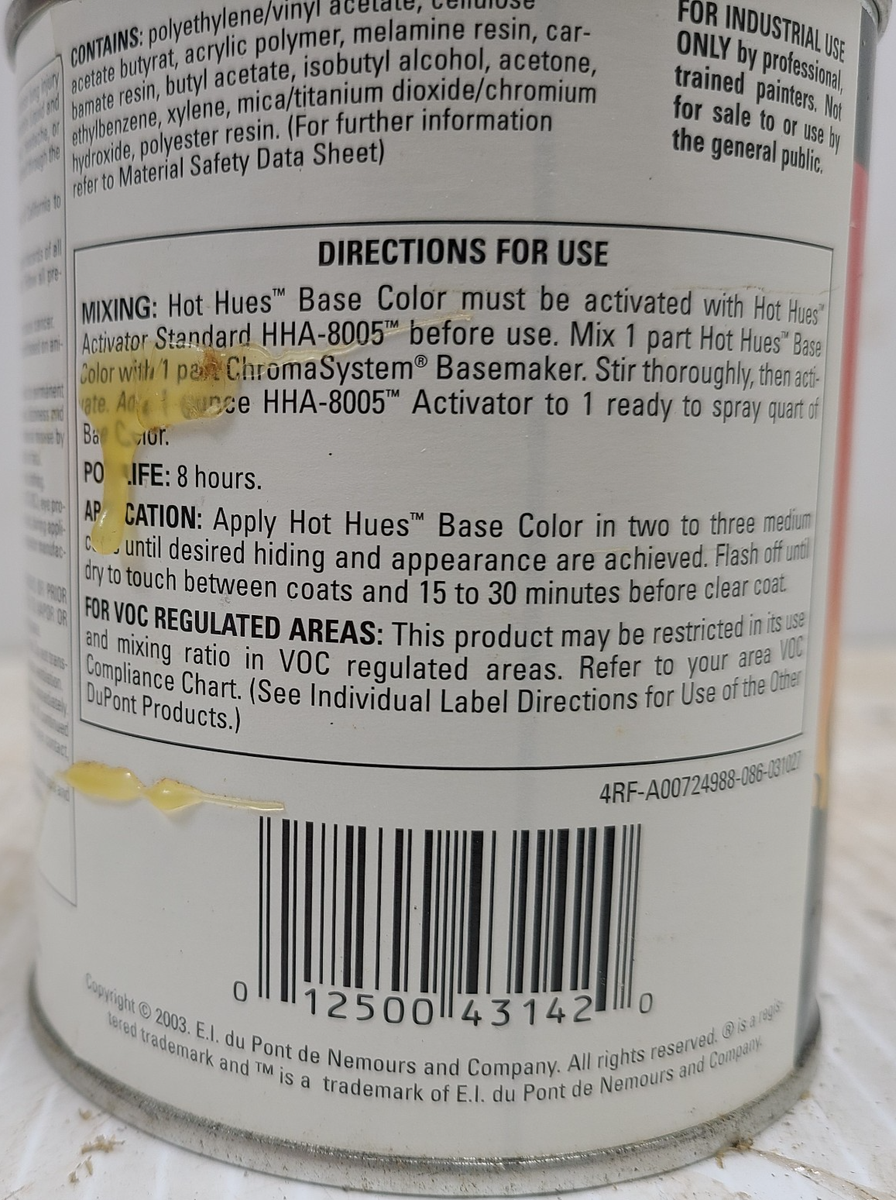 CONTAINS: polyethylene/vinyl acetate, cellulose
acetate butyrat, acrylic polymer, melamine resin, car-
bamate resin, butyl acetate, isobutyl alcohol, acetone,
ethylbenzene, xylene, mica/titanium dioxide/chromium
hydroxide, polyester resin. (For further information
refer to Material Safety Data Sheet)
FOR INDUSTRIAL USE
ONLY by professional,
trained painters. Not
for sale to or use by
the general public.
DIRECTIONS FOR USE
MIXING: Hot Hues™ Base Color must be activated with Hot Hues™
Activator Standard HHA-8005™ before use. Mix 1 part Hot Hues™ Base
Color with 1 part ChromaSystem® Basemaker. Stir thoroughly, then acti-
vate. Add 1 ounce HHA-8005™ Activator to 1 ready to spray quart of
Base Color.
POT LIFE: 8 hours.
APPLICATION: Apply Hot Hues™ Base Color in two to three medium
coats until desired hiding and appearance are achieved. Flash off until
dry to touch between coats and 15 to 30 minutes before clear coat.
FOR VOC REGULATED AREAS: This product may be restricted in its use
and mixing ratio in VOC regulated areas. Refer to your area VOC
Compliance Chart. (See Individual Label Directions for Use of the Other
DuPont Products.)
4RF-A00724988-086-031027
0 12500 43142 0
Copyright © 2003. E.I. du Pont de Nemours and Company. All rights reserved. ® is a regis-
tered trademark and ™ is a trademark of E.I. du Pont de Nemours and Company.